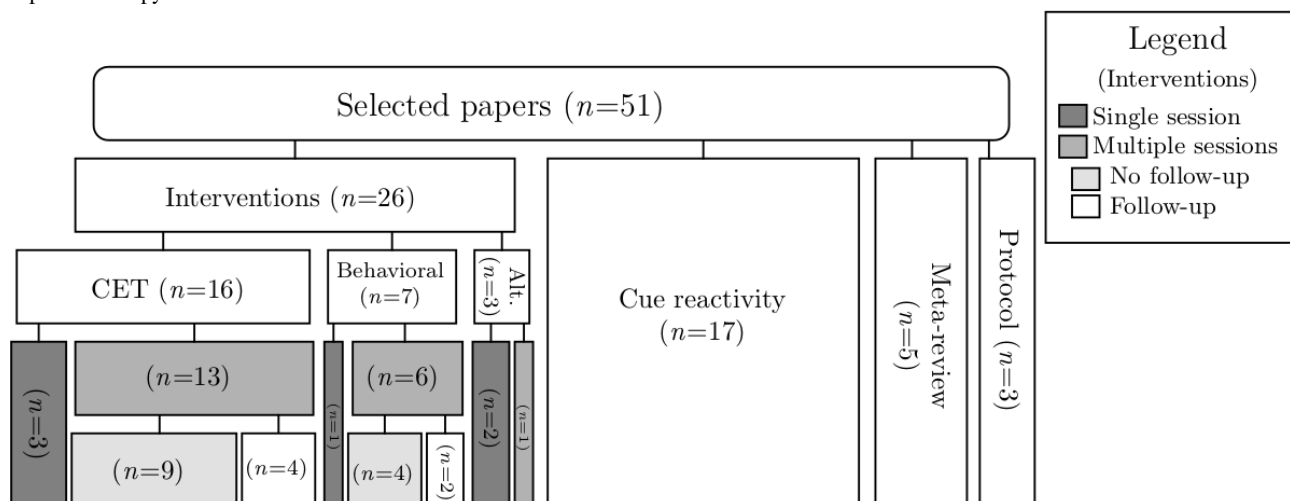 Legend
(Interventions)
Single session
Multiple sessions
No follow-up
Follow-up
Selected papers (n=51)
Interventions (n=26)
CET (n=16)
Behavioral
(n=7)
Alt.
(n=3)
Cue reactivity
(n=17)
Meta-review
(n=5)
Protocol (n=3)
(n=3)
(n=13)
(n=1)
(n=6)
(n=2)
(n=1)
(n=9)
(n=4)
(n=4)
(n=2)